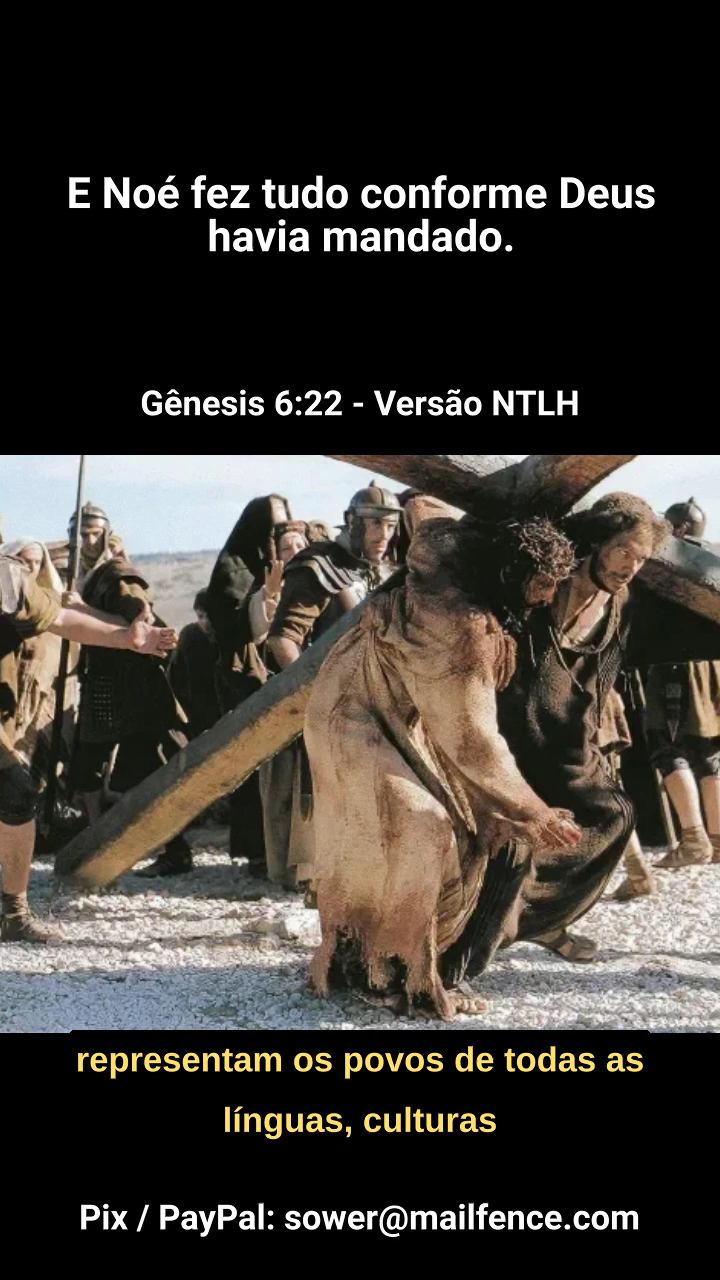 E Noé fez tudo conforme Deus
havia mandado.
Gênesis 6:22 - Versão NTLH
representam os povos de todas as
línguas, culturas
Pix / PayPal: sower@mailfence.com